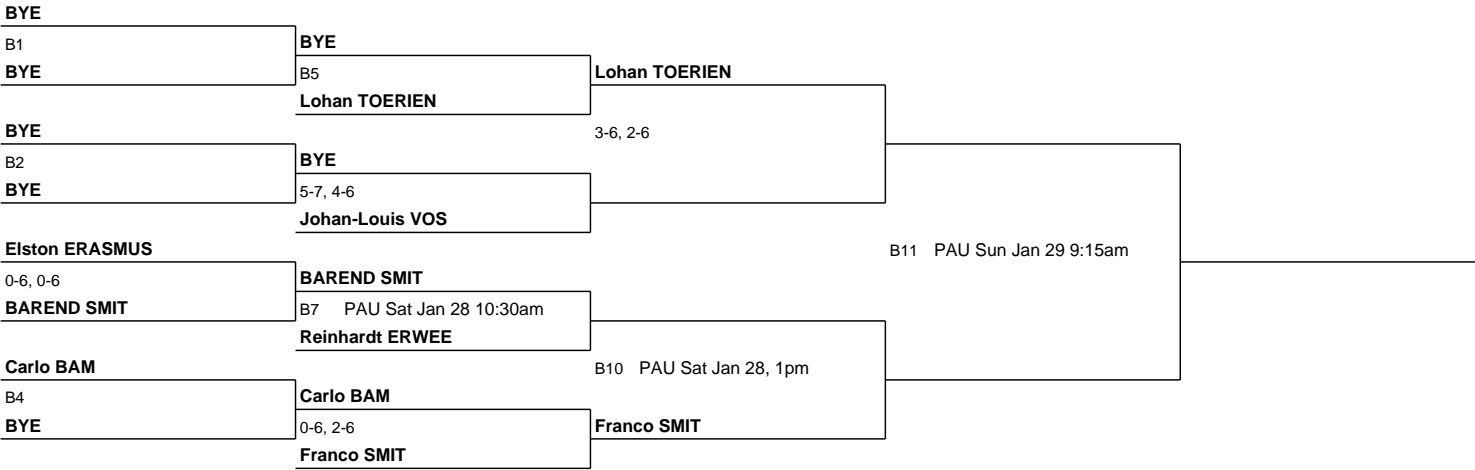 BYE
B1
BYE
BYE
B5
Lohan TOERIEN
Lohan TOERIEN
3-6, 2-6
BYE
B2
BYE
BYE
5-7, 4-6
Johan-Louis VOS
B11 PAU Sun Jan 29 9:15am
Elston ERASMUS
0-6, 0-6
BAREND SMIT
BAREND SMIT
B7 PAU Sat Jan 28 10:30am
Reinhardt ERWEE
B10 PAU Sat Jan 28, 1pm
Carlo BAM
B4
BYE
Carlo BAM
0-6, 2-6
Franco SMIT
Franco SMIT